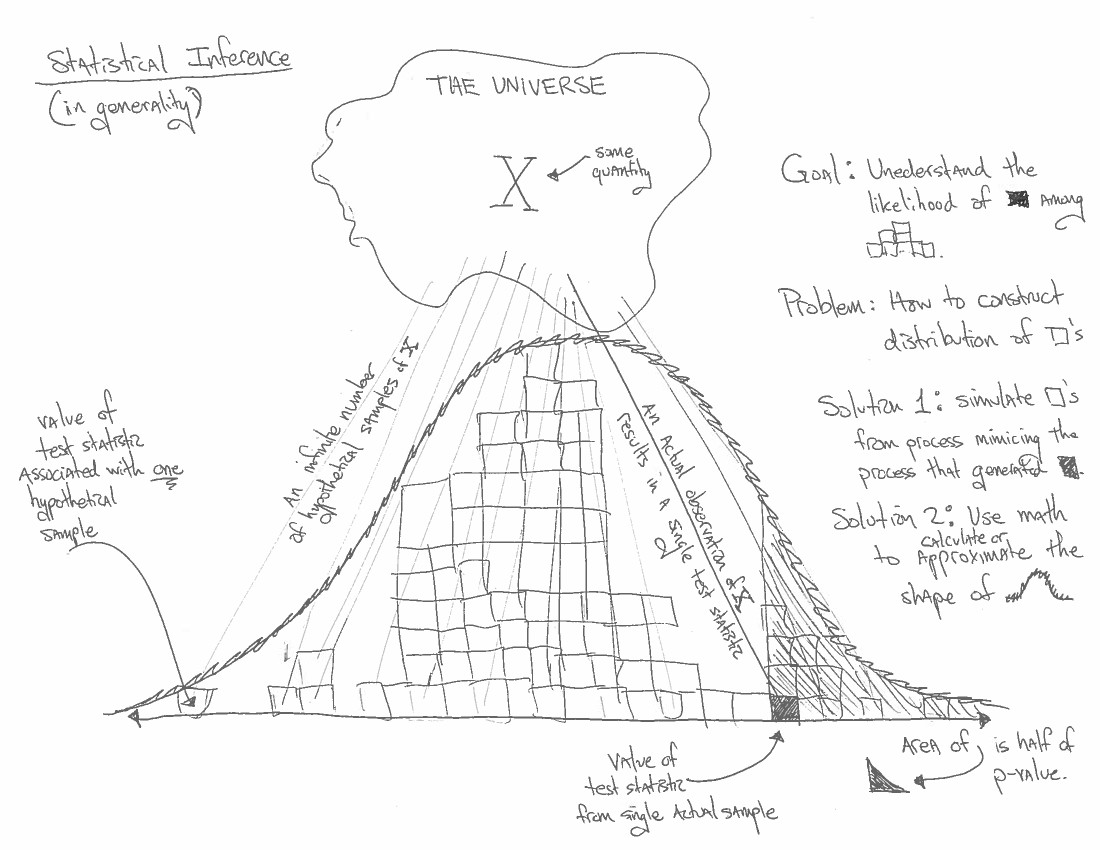 Statistical Inference
(in generality)
THE UNIVERSE
X
some
quantity
Goal: Unederstand the
likelihood of ■ among
.
Problem: How to construct
distribution of □'s
Solution 1: simulate □'s
from process mimicing the
process that generated ■.
Solution 2: Use math
calculate or
to approximate the
shape of
An infinite number
of hypothetical samples of X
An actual observation of X
results in a single test statistic
value of
test statistic
associated with one
hypothetical
sample
value of
test statistic
from single actual sample
Area of is half of
p-value.